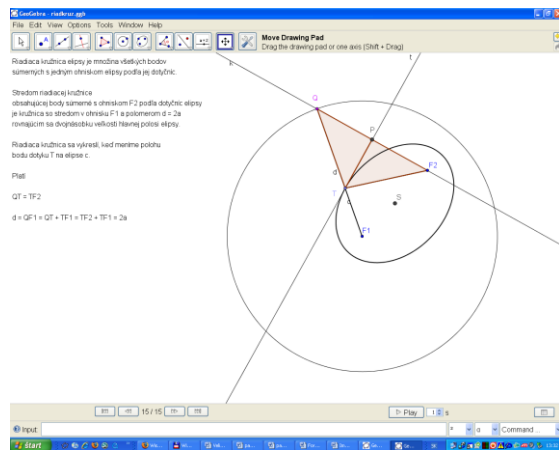 GeoGebra - riadkruz.ggb
File Edit View Options Tools Window Help
Move Drawing Pad
Drag the drawing pad or one axis (Shift + Drag)
Riadiaca kružnica elipsy je množina všetkých bodov
súmerných s jedným ohniskom elipsy podľa jej dotyčníc.
Stredom riadiacej kružnice
obsahujúcej body súmerné s ohniskom F2 podľa dotyčníc elipsy
je kružnica so stredom v ohnisku F1 a polomerom d = 2a
rovnajúcim sa dvojnásobku veľkosti hlavnej polosi elipsy.
Riadiaca kružnica sa vykreslí, keď meníme polohu
bodu dotyku T na elipse c.
Platí
QT = TF2
d = QF1 = QT + TF1 = TF2 + TF1 = 2a
k
t
Q
P
d
F2
T
c
S
F1
15 / 15
Play
1
s
Input:
α
Command ...
Štart